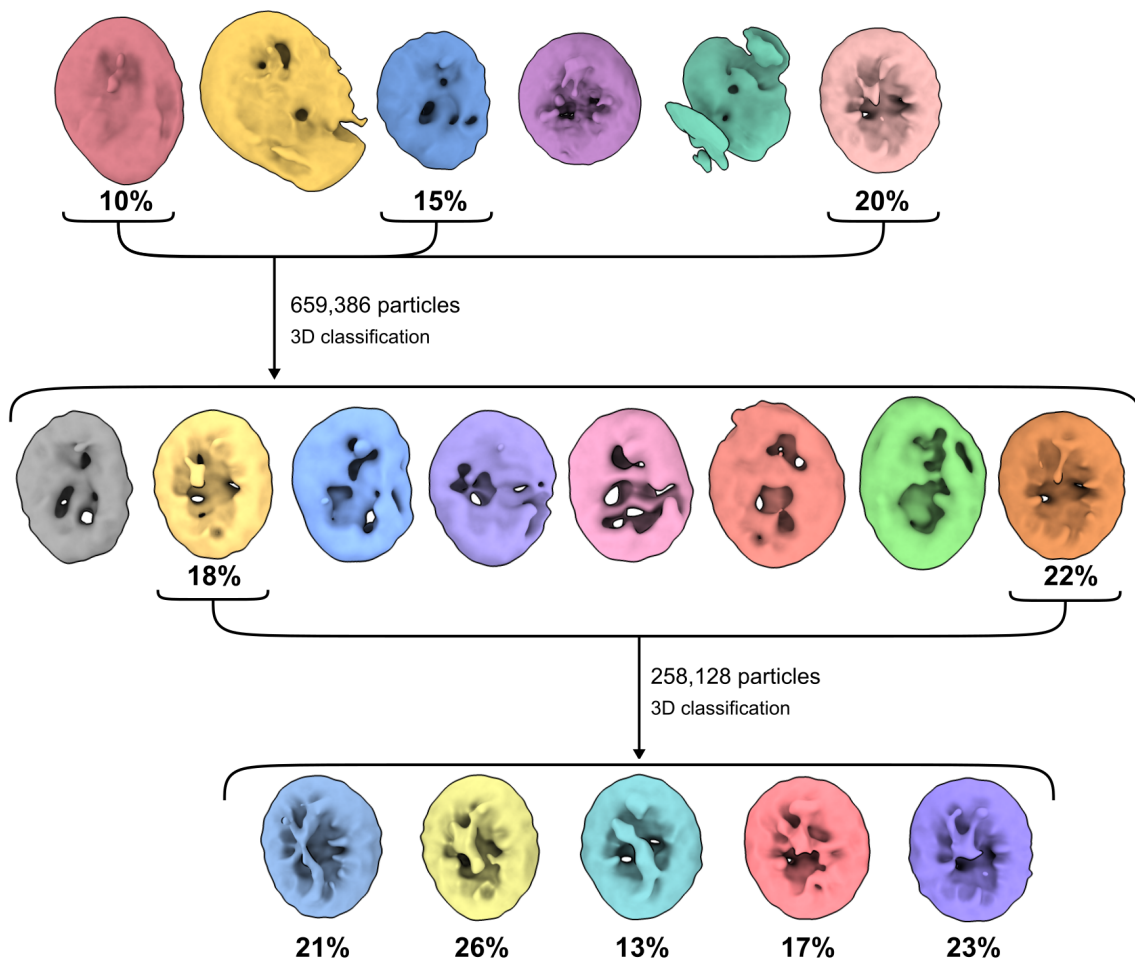 10% 15% 20%
659,386 particles
3D classification
18% 22%
258,128 particles
3D classification
21% 26% 13% 17% 23%